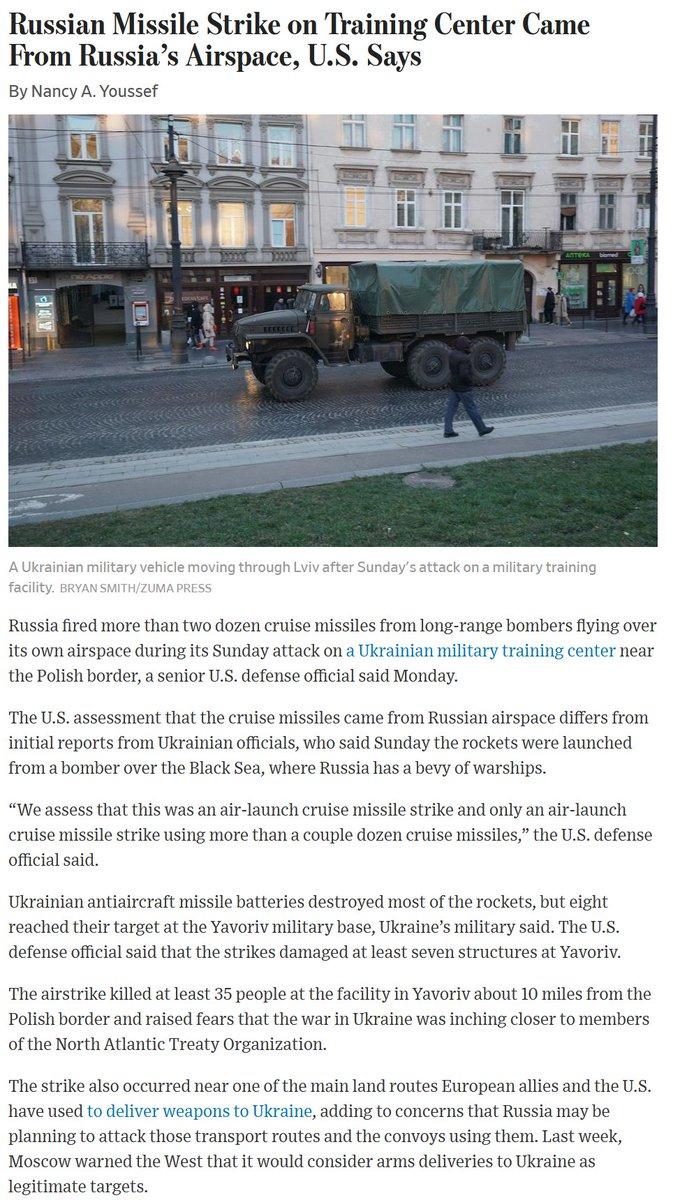 Russian Missile Strike on Training Center Came
From Russia’s Airspace, U.S. Says
By Nancy A. Youssef
АПТЕКА biomed
A Ukrainian military vehicle moving through Lviv after Sunday’s attack on a military training
facility. BRYAN SMITH/ZUMA PRESS
Russia fired more than two dozen cruise missiles from long-range bombers flying over
its own airspace during its Sunday attack on a Ukrainian military training center near
the Polish border, a senior U.S. defense official said Monday.
The U.S. assessment that the cruise missiles came from Russian airspace differs from
initial reports from Ukrainian officials, who said Sunday the rockets were launched
from a bomber over the Black Sea, where Russia has a bevy of warships.
“We assess that this was an air-launch cruise missile strike and only an air-launch
cruise missile strike using more than a couple dozen cruise missiles,” the U.S. defense
official said.
Ukrainian antiaircraft missile batteries destroyed most of the rockets, but eight
reached their target at the Yavoriv military base, Ukraine’s military said. The U.S.
defense official said that the strikes damaged at least seven structures at Yavoriv.
The airstrike killed at least 35 people at the facility in Yavoriv about 10 miles from the
Polish border and raised fears that the war in Ukraine was inching closer to members
of the North Atlantic Treaty Organization.
The strike also occurred near one of the main land routes European allies and the U.S.
have used to deliver weapons to Ukraine, adding to concerns that Russia may be
planning to attack those transport routes and the convoys using them. Last week,
Moscow warned the West that it would consider arms deliveries to Ukraine as
legitimate targets.